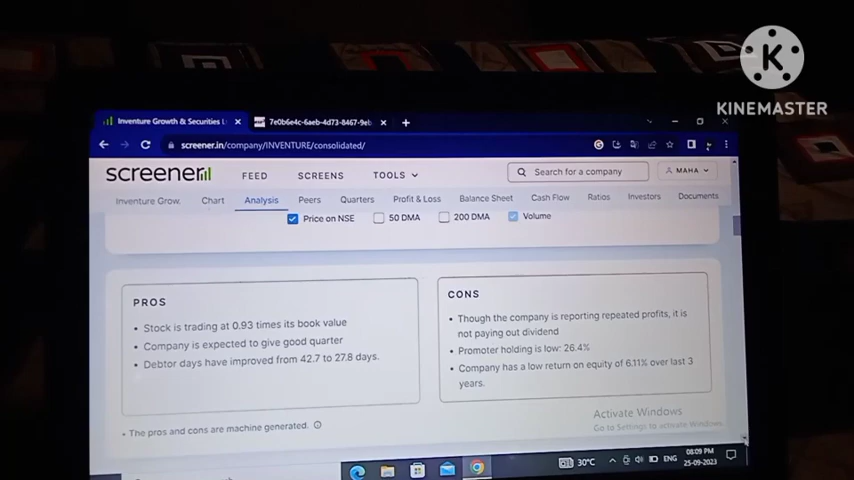 K
KINEMASTER
Inventure Growth & Securities L
7e0b6e4c-6aeb-4d73-8467-9eb
screener.in/company/INVENTURE/consolidated/
screener
FEED
SCREENS
TOOLS
Search for a company
MAHA
Inventure Grow.
Chart
Analysis
Peers
Quarters
Profit & Loss
Balance Sheet
Cash Flow
Ratios
Investors
Documents
Price on NSE
50 DMA
200 DMA
Volume
PROS
• Stock is trading at 0.93 times its book value
• Company is expected to give good quarter
• Debtor days have improved from 42.7 to 27.8 days.
CONS
• Though the company is reporting repeated profits, it is
not paying out dividend
• Promoter holding is low: 26.4%
• Company has a low return on equity of 6.11% over last 3
years.
* The pros and cons are machine generated.
Activate Windows
Go to Settings to activate Windows.
30°C
ENG
08:09 PM
25-09-2023